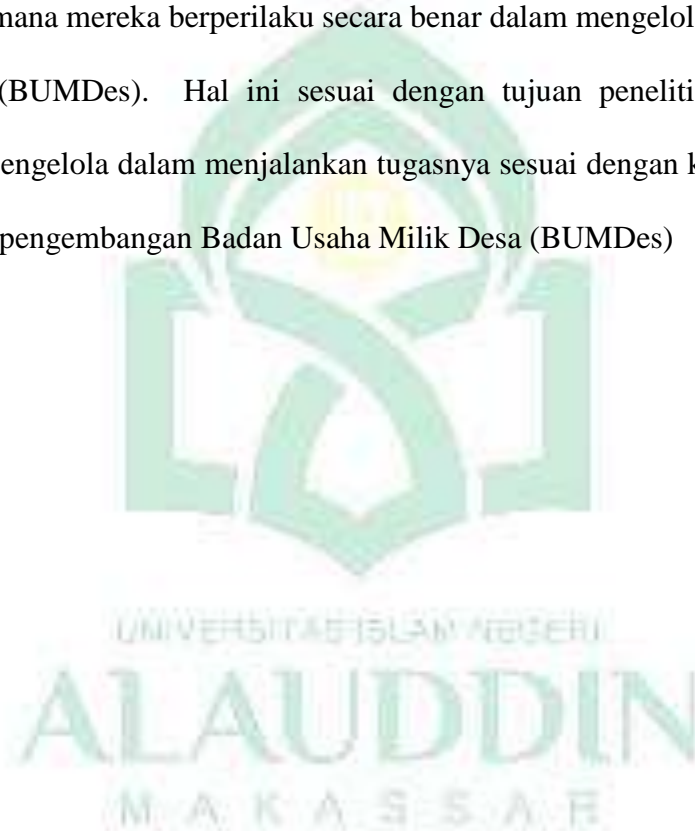 mana mereka berperilaku secara benar dalam mengelol
(BUMDes). Hal ini sesuai dengan tujuan peneliti
engelola dalam menjalankan tugasnya sesuai dengan k
pengembangan Badan Usaha Milik Desa (BUMDes)
UNIVERSITAS ISLAM NEGERI
ALAUDDIN
MAKASSAR